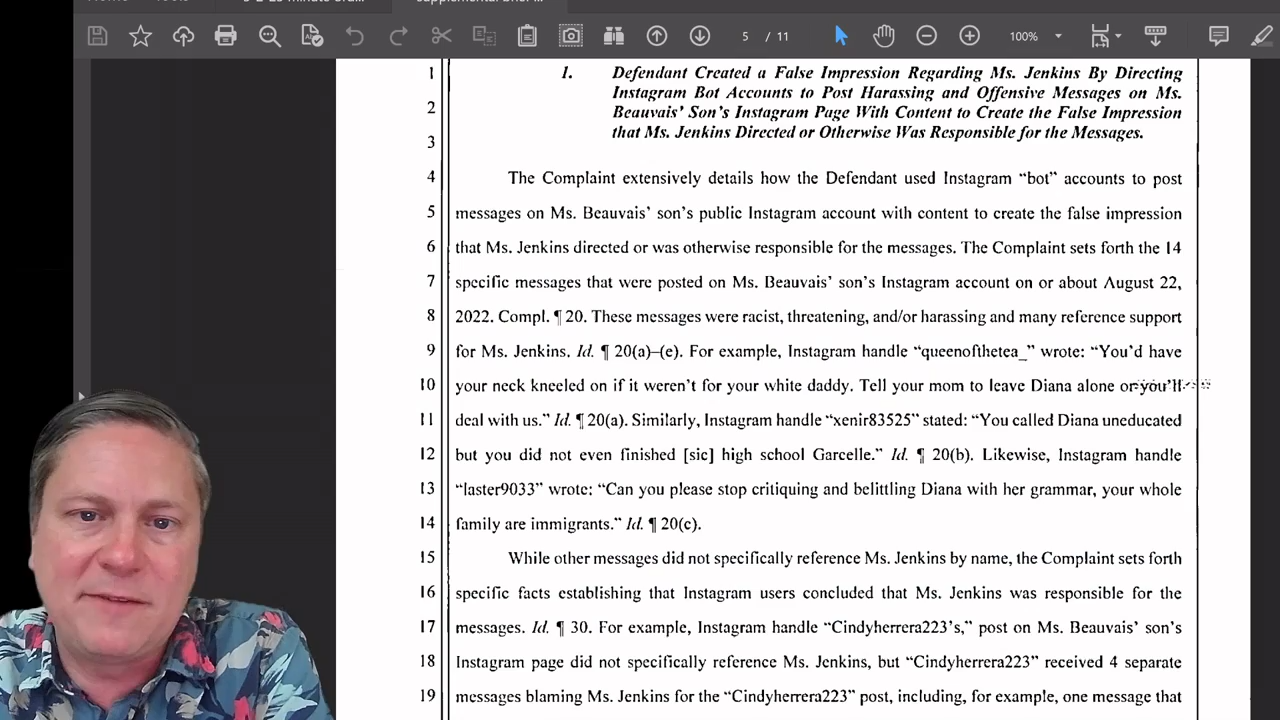 5 / 11
100%
1 1. Defendant Created a False Impression Regarding Ms. Jenkins By Directing
Instagram Bot Accounts to Post Harassing and Offensive Messages on Ms.
2 Beauvais' Son's Instagram Page With Content to Create the False Impression
3 that Ms. Jenkins Directed or Otherwise Was Responsible for the Messages.
4 The Complaint extensively details how the Defendant used Instagram “bot” accounts to post
5 messages on Ms. Beauvais' son's public Instagram account with content to create the false impression
6 that Ms. Jenkins directed or was otherwise responsible for the messages. The Complaint sets forth the 14
7 specific messages that were posted on Ms. Beauvais' son's Instagram account on or about August 22,
8 2022. Compl. ¶ 20. These messages were racist, threatening, and/or harassing and many reference support
9 for Ms. Jenkins. Id. ¶ 20(a)–(e). For example, Instagram handle “queenofthetea_” wrote: “You'd have
10 your neck kneeled on if it weren't for your white daddy. Tell your mom to leave Diana alone or you'll
11 deal with us.” Id. ¶ 20(a). Similarly, Instagram handle “xenir83525” stated: “You called Diana uneducated
12 but you did not even finished [sic] high school Garcelle.” Id. ¶ 20(b). Likewise, Instagram handle
13 “laster9033” wrote: “Can you please stop critiquing and belittling Diana with her grammar, your whole
14 family are immigrants.” Id. ¶ 20(c).
15 While other messages did not specifically reference Ms. Jenkins by name, the Complaint sets forth
16 specific facts establishing that Instagram users concluded that Ms. Jenkins was responsible for the
17 messages. Id. ¶ 30. For example, Instagram handle “Cindyherrera223's,” post on Ms. Beauvais' son's
18 Instagram page did not specifically reference Ms. Jenkins, but “Cindyherrera223” received 4 separate
19 messages blaming Ms. Jenkins for the “Cindyherrera223” post, including, for example, one message that